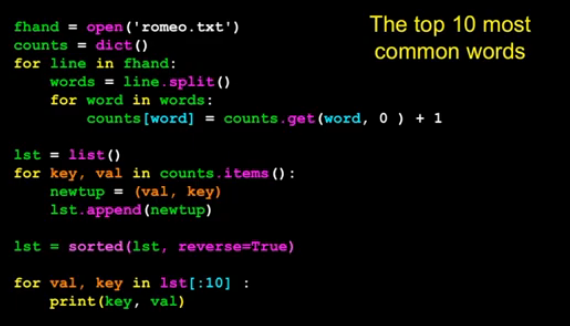 The top 10 most
common words
fhand = open('romeo.txt')
counts = dict()
for line in fhand:
    words = line.split()
    for word in words:
        counts[word] = counts.get(word, 0 ) + 1

lst = list()
for key, val in counts.items():
    newtup = (val, key)
    lst.append(newtup)

lst = sorted(lst, reverse=True)

for val, key in lst[:10] :
    print(key, val)